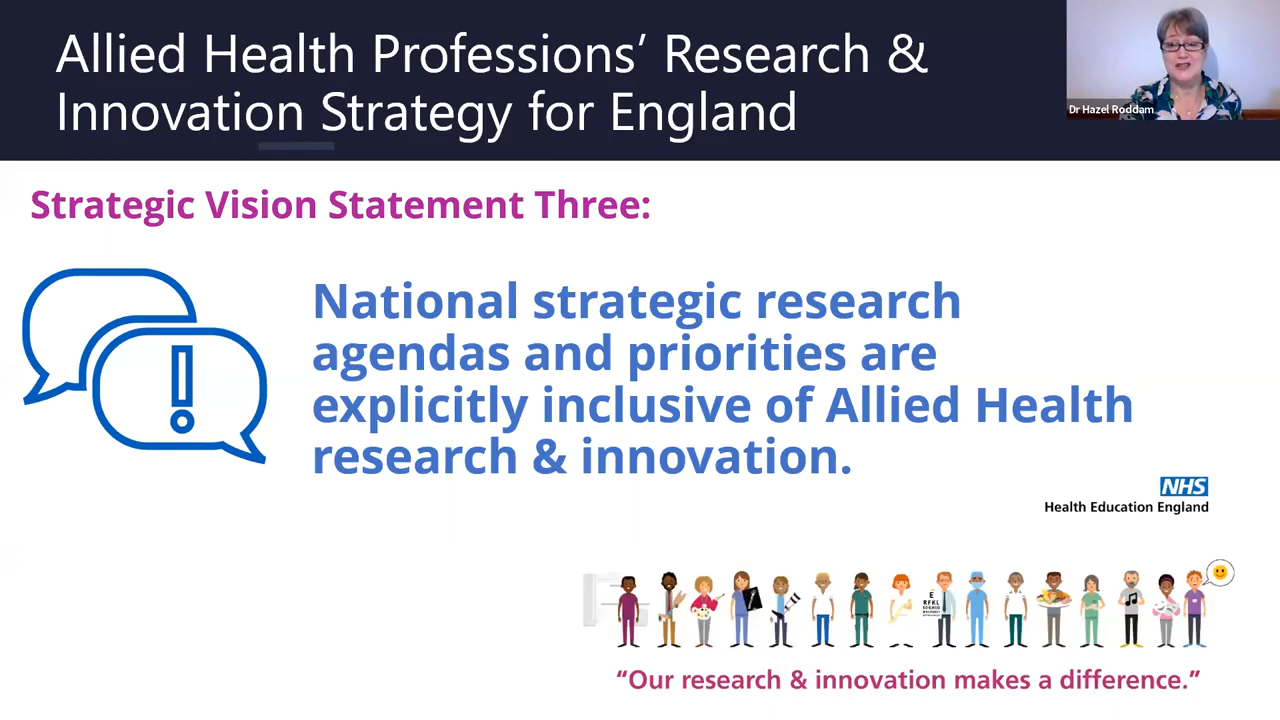 Allied Health Professions’ Research &
Innovation Strategy for England
Dr Hazel Roddam
Strategic Vision Statement Three:
National strategic research
agendas and priorities are
explicitly inclusive of Allied Health
research & innovation.
NHS
Health Education England
E
RFKL
“Our research & innovation makes a difference.”